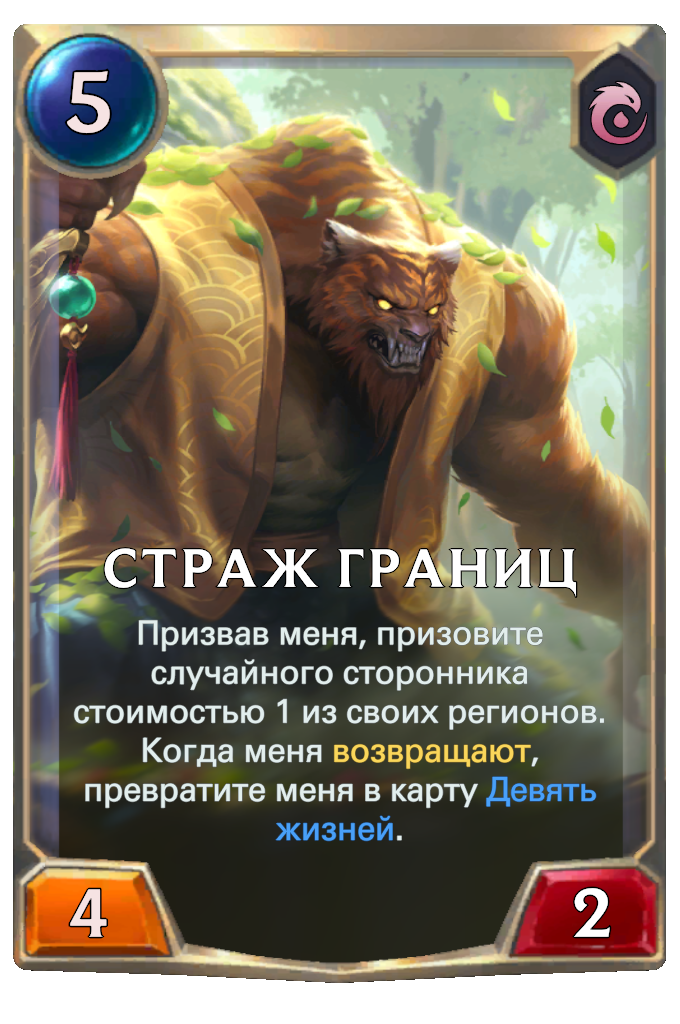 5
СТРАЖ ГРАНИЦ
Призвав меня, призовите
случайного сторонника
стоимостью 1 из своих регионов.
Когда меня возвращают,
превратите меня в карту Девять
жизней.
4
2